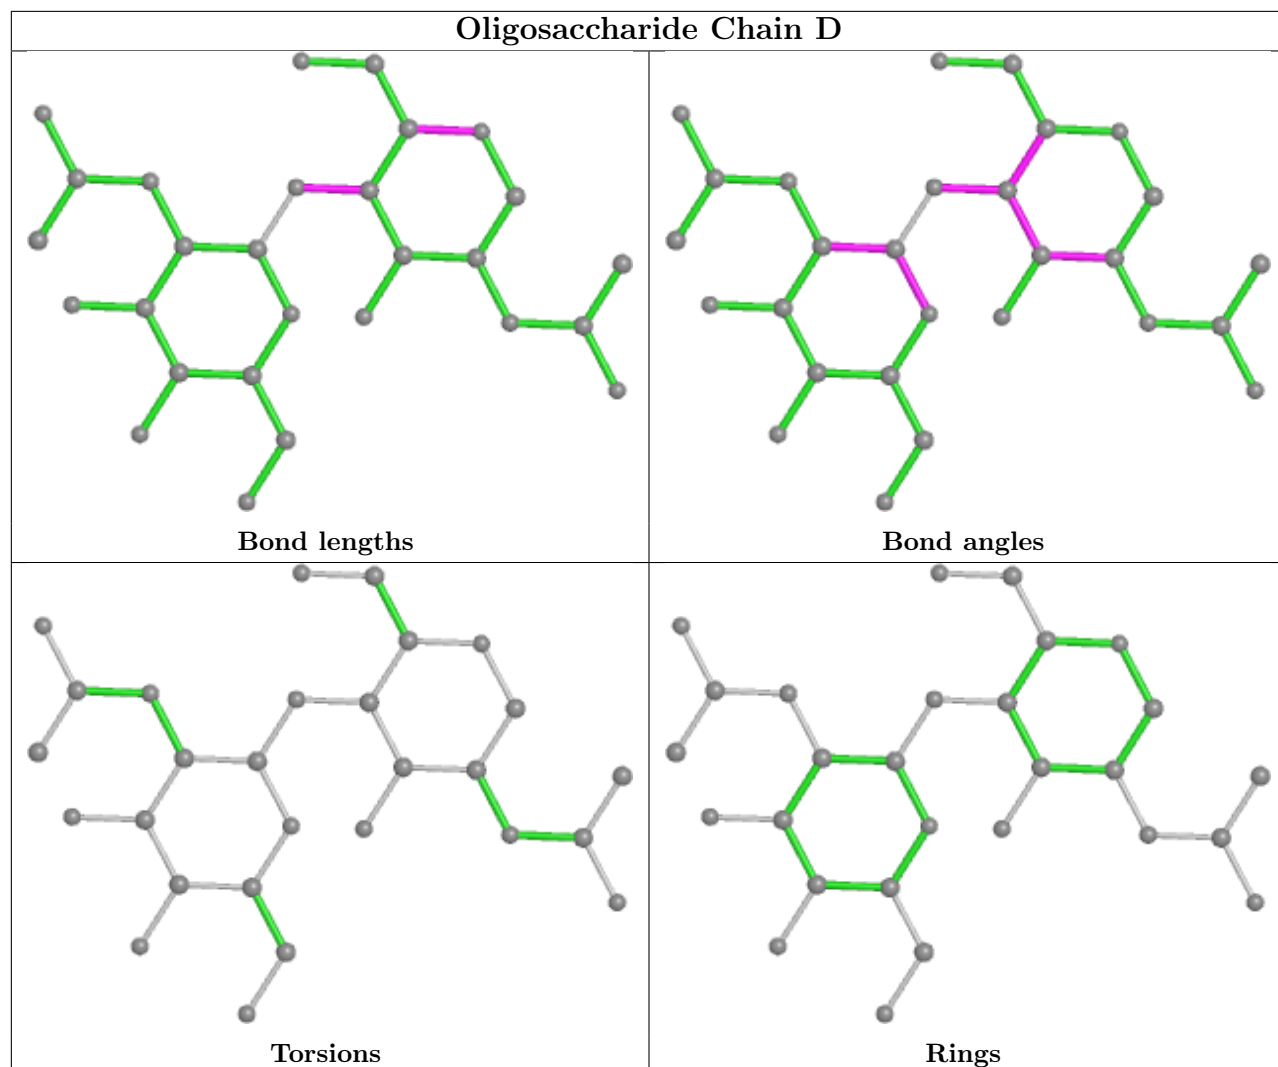 Oligosaccharide Chain D
Bond lengths
Bond angles
Torsions
Rings